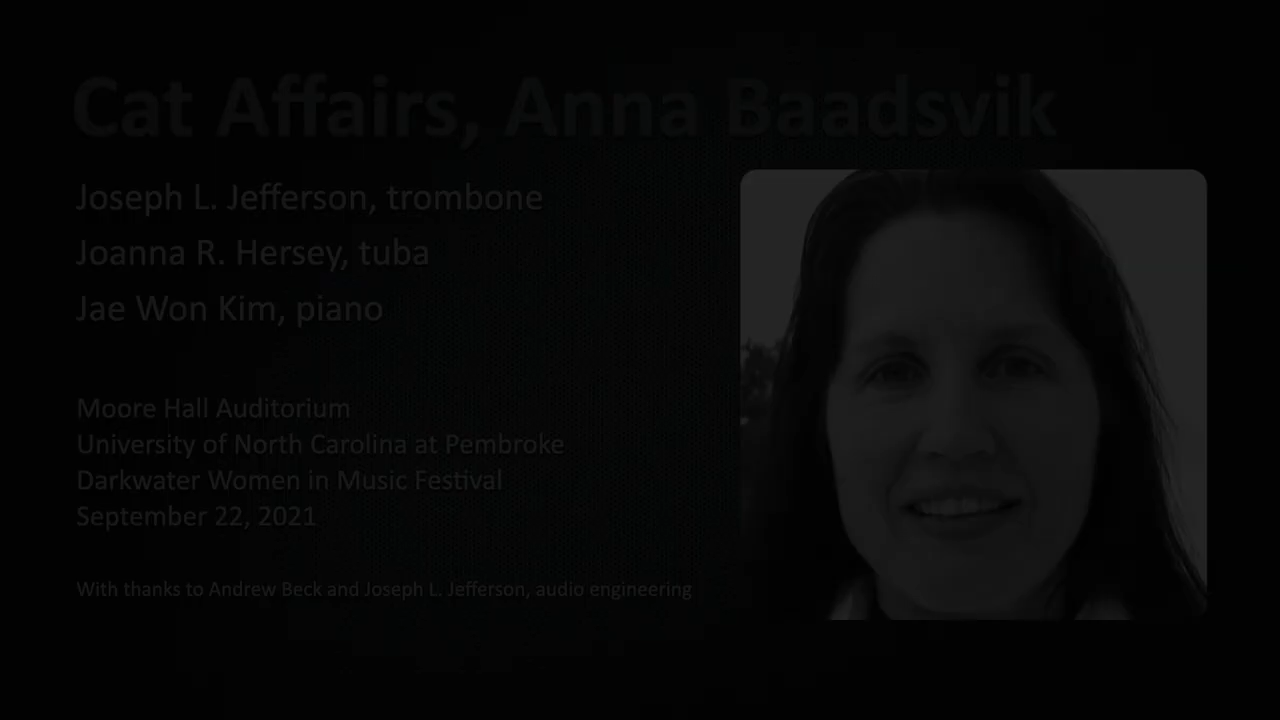 Cat Affairs, Anna Baadsvik
Joseph L. Jefferson, trombone
Joanna R. Hersey, tuba
Jae Won Kim, piano
Moore Hall Auditorium
University of North Carolina at Pembroke
Darkwater Women in Music Festival
September 22, 2021
With thanks to Andrew Beck and Joseph L. Jefferson, audio engineering